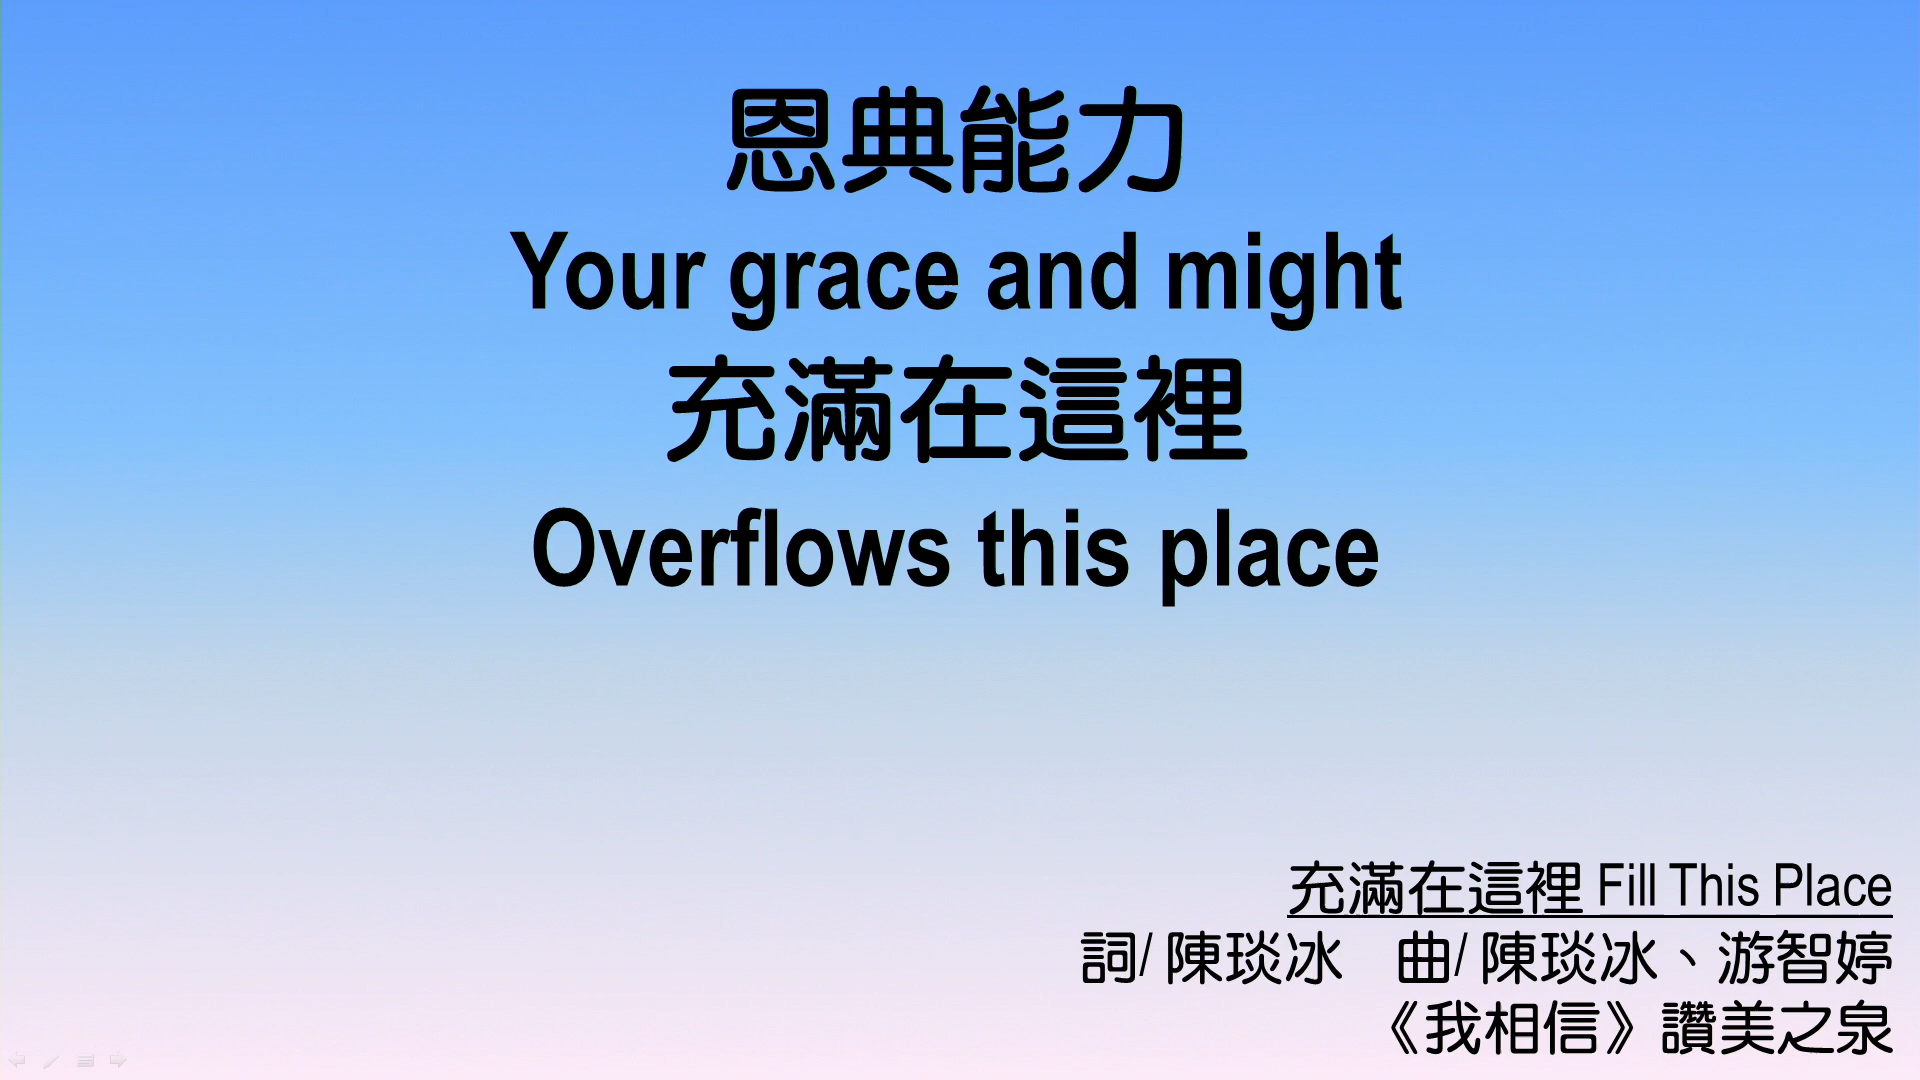 恩典能力
Your grace and might
充滿在這裡
Overflows this place
充滿在這裡 Fill This Place
詞/ 陳琰冰　曲/ 陳琰冰、游智婷
《我相信》讚美之泉